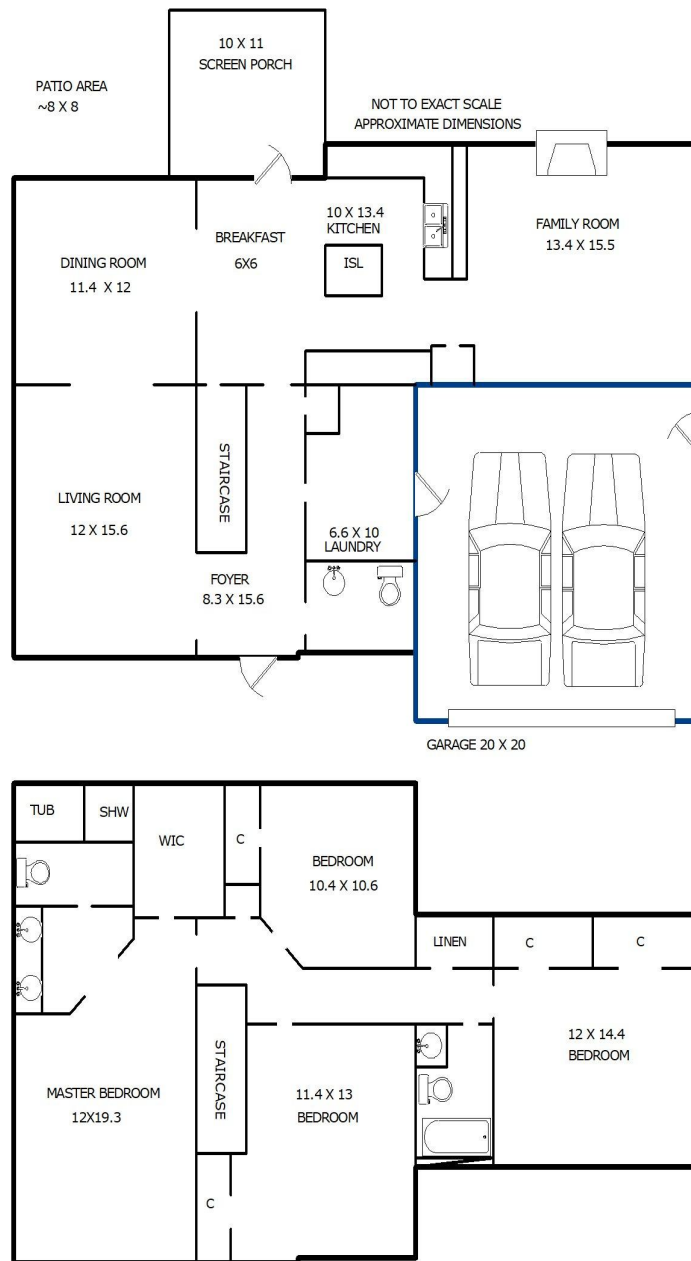 10 X 11
SCREEN PORCH
PATIO AREA
~8 X 8
NOT TO EXACT SCALE
APPROXIMATE DIMENSIONS
10 X 13.4
KITCHEN
FAMILY ROOM
13.4 X 15.5
BREAKFAST
6X6
ISL
DINING ROOM
11.4 X 12
STAIRCASE
LIVING ROOM
12 X 15.6
6.6 X 10
LAUNDRY
FOYER
8.3 X 15.6
GARAGE 20 X 20
TUB
SHW
WIC
C
BEDROOM
10.4 X 10.6
LINEN
C
C
12 X 14.4
BEDROOM
STAIRCASE
MASTER BEDROOM
12X19.3
11.4 X 13
BEDROOM
C